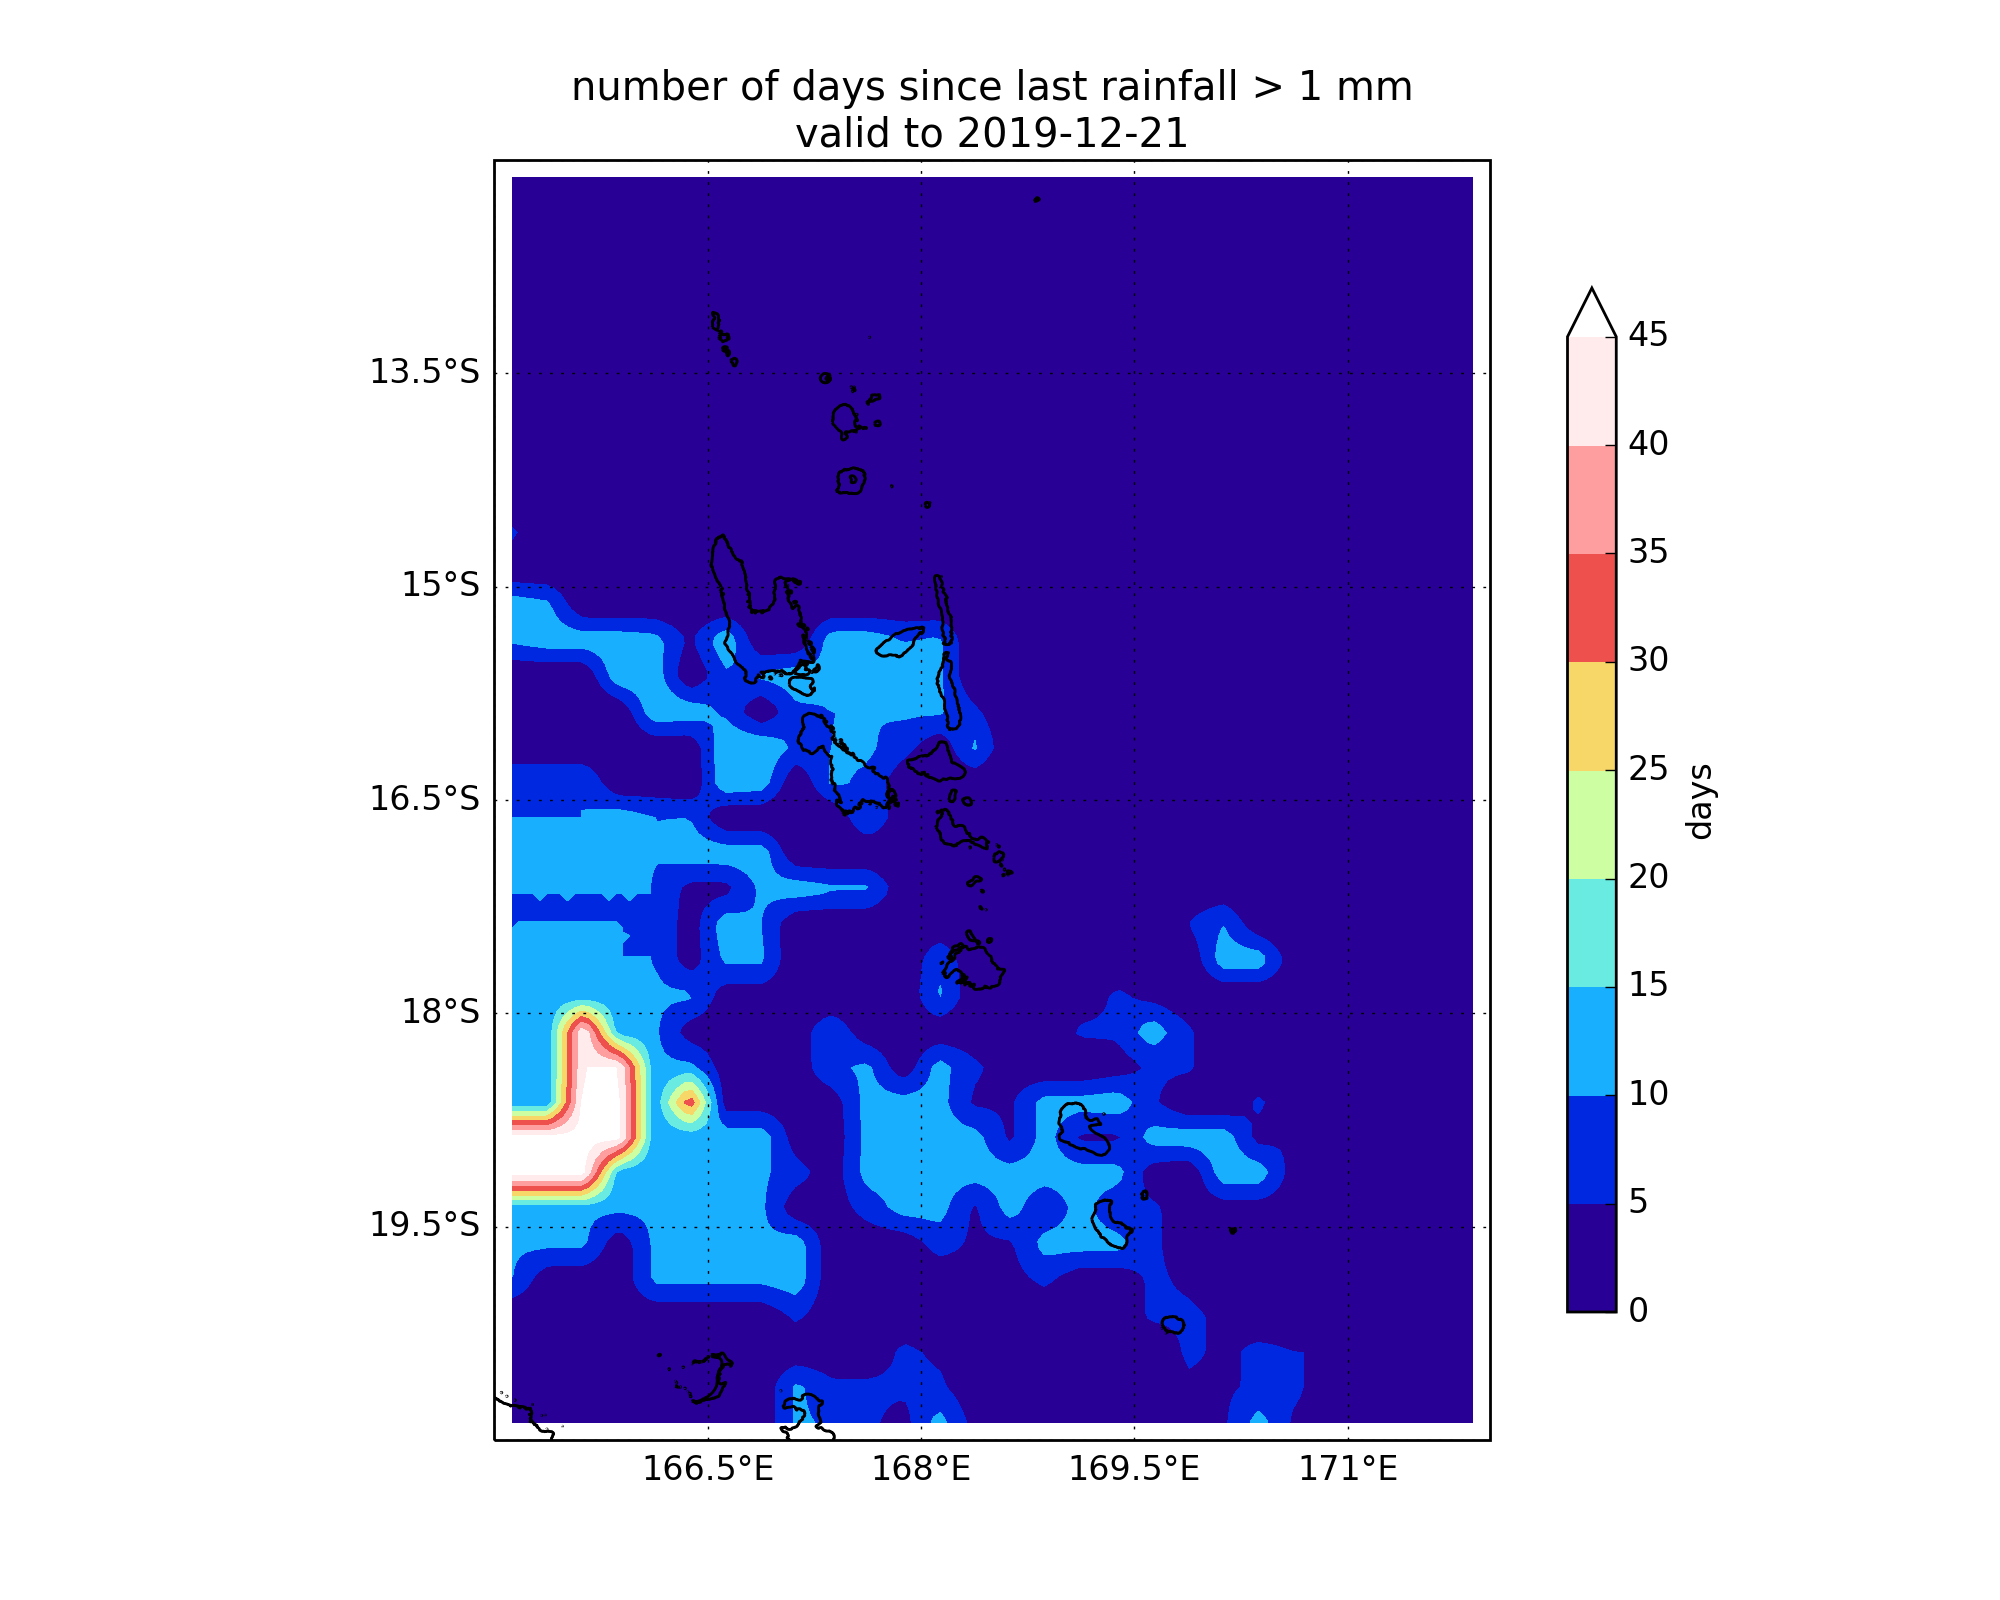 number of days since last rainfall > 1 mm
valid to 2019-12-21
13.5°S
15°S
16.5°S
18°S
19.5°S
166.5°E
168°E
169.5°E
171°E
45
40
35
30
25
20
15
10
5
0
days